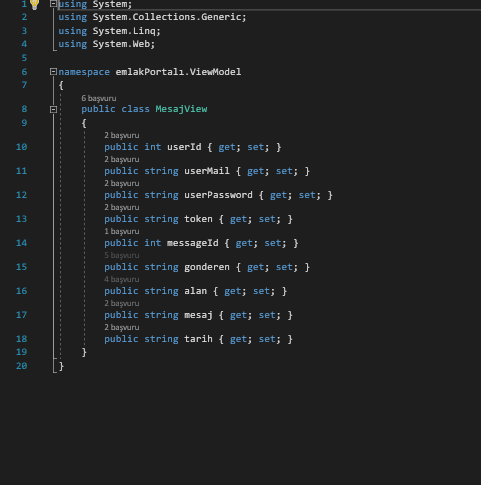 1 using System;
2 using System.Collections.Generic;
3 using System.Linq;
4 using System.Web;
5
6 namespace emlakPortalı.ViewModel
7 {
6 başvuru
8 public class MesajView
9 {
2 başvuru
10 public int userId { get; set; }
2 başvuru
11 public string userMail { get; set; }
2 başvuru
12 public string userPassword { get; set; }
2 başvuru
13 public string token { get; set; }
1 başvuru
14 public int messageId { get; set; }
5 başvuru
15 public string gonderen { get; set; }
4 başvuru
16 public string alan { get; set; }
2 başvuru
17 public string mesaj { get; set; }
2 başvuru
18 public string tarih { get; set; }
19 }
20 }